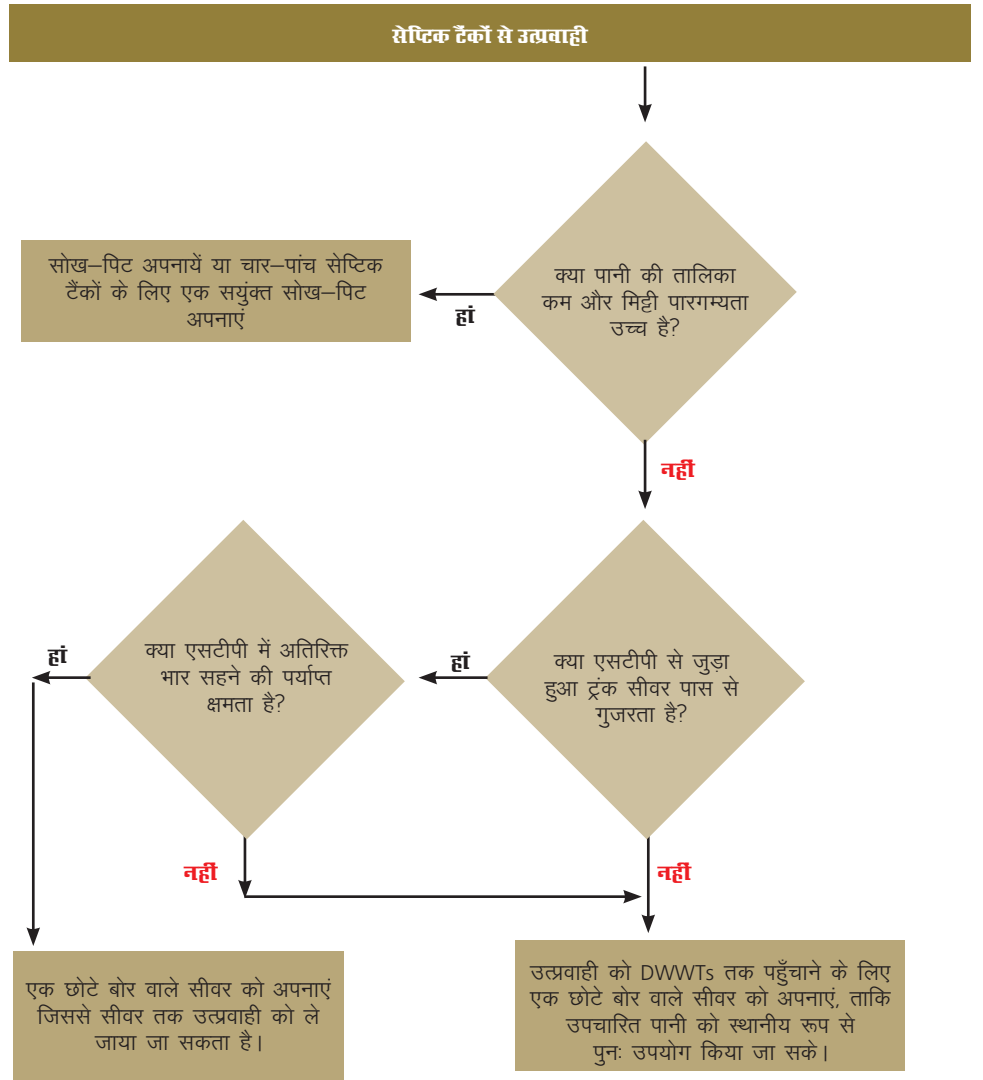 सेप्टिक टैंकों से उत्प्रवाही
क्या पानी की तालिका
कम और मिट्टी पारगम्यता
उच्च है?
हां
सोख–पिट अपनायें या चार–पांच सेप्टिक
टैंकों के लिए एक सयुंक्त सोख–पिट
अपनाएं
नहीं
क्या एसटीपी से जुड़ा
हुआ ट्रंक सीवर पास से
गुजरता है?
हां
क्या एसटीपी में अतिरिक्त
भार सहने की पर्याप्त
क्षमता है?
हां
नहीं
नहीं
एक छोटे बोर वाले सीवर को अपनाएं
जिससे सीवर तक उत्प्रवाही को ले
जाया जा सकता है।
उत्प्रवाही को DWWTs तक पहुँचाने के लिए
एक छोटे बोर वाले सीवर को अपनाएं, ताकि
उपचारित पानी को स्थानीय रूप से
पुनः उपयोग किया जा सके।